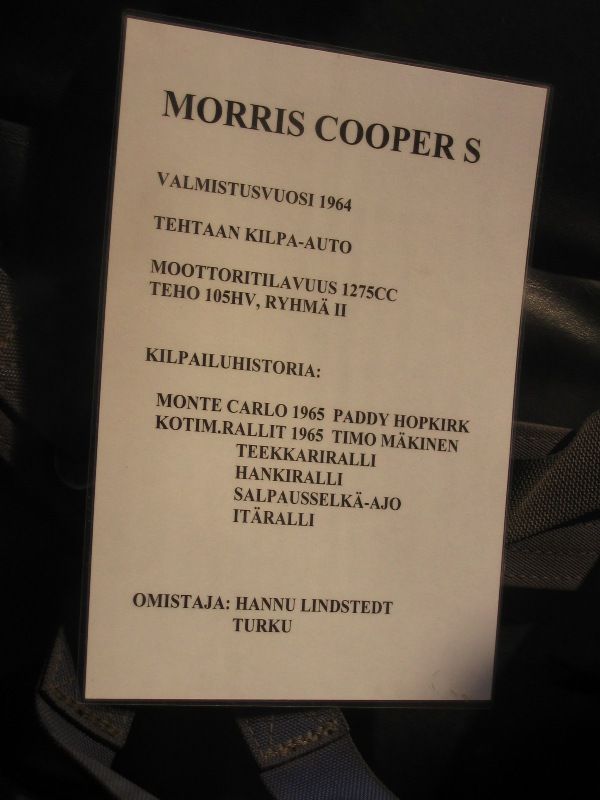 MORRIS COOPER S
VALMISTUSVUOSI 1964
TEHTAAN KILPA-AUTO
MOOTTORITILAVUUS 1275CC
TEHO 105HV, RYHMÄ II
KILPAILUHISTORIA:
MONTE CARLO 1965 PADDY HOPKIRK
KOTIM.RALLIT 1965 TIMO MÄKINEN
TEEKKARIRALLI
HANKIRALLI
SALPAUSSELKÄ-AJO
ITÄRALLI
OMISTAJA: HANNU LINDSTEDT
TURKU